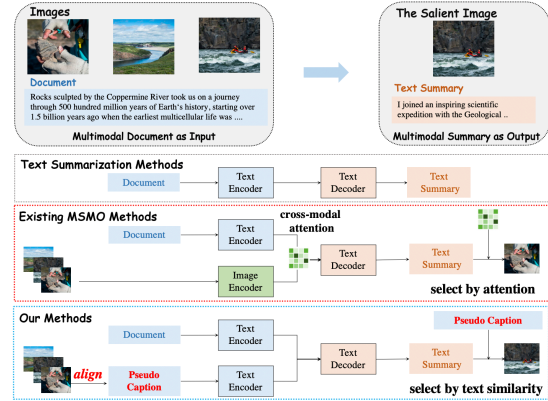 Images
The Salient Image
Document
Rocks sculpted by the Coppermine River took us on a journey
through 500 hundred million years of Earth's history, starting over
1.5 billion years ago when the earliest multicellular life was ....
Multimodal Document as Input
Text Summary
I joined an inspiring scientific
expedition with the Geological ..
Multimodal Summary as Output
Text Summarization Methods
Document
Text
Encoder
Text
Decoder
Text
Summary
Existing MSMO Methods
Document
Text
Encoder
cross-modal
attention
Image
Encoder
Text
Decoder
Text
Summary
select by attention
Our Methods
Document
Text
Encoder
Pseudo Caption
align
Pseudo
Caption
Text
Encoder
Text
Decoder
Text
Summary
select by text similarity